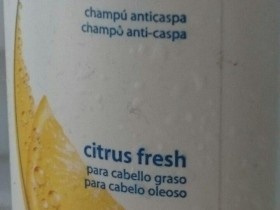 champú anticaspa
champô anti-caspa
citrus fresh
para cabello graso
para cabelo oleoso